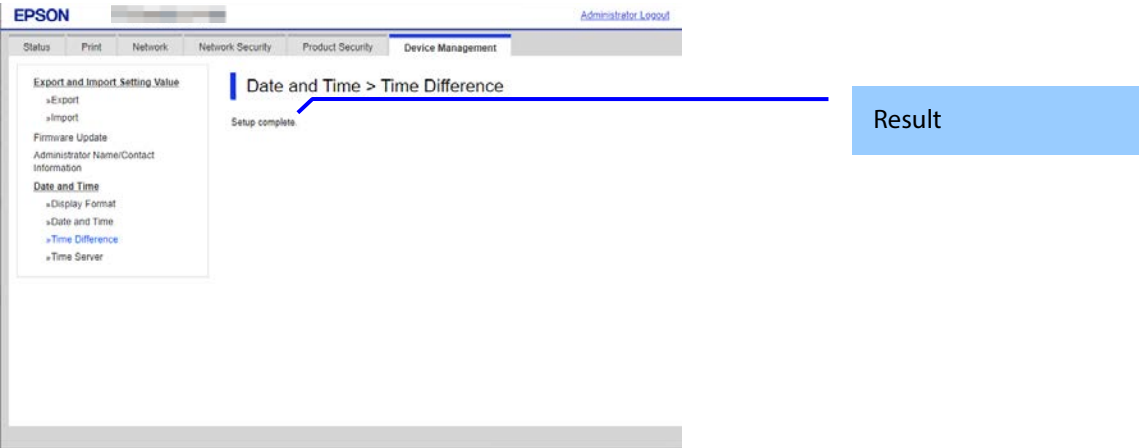 EPSON
Administrator Logout
Status Print Network Network Security Product Security Device Management
Export and Import Setting Value
»Export
»Import
Firmware Update
Administrator Name/Contact
Information
Date and Time
»Display Format
»Date and Time
»Time Difference
»Time Server
Date and Time > Time Difference
Setup complete.
Result